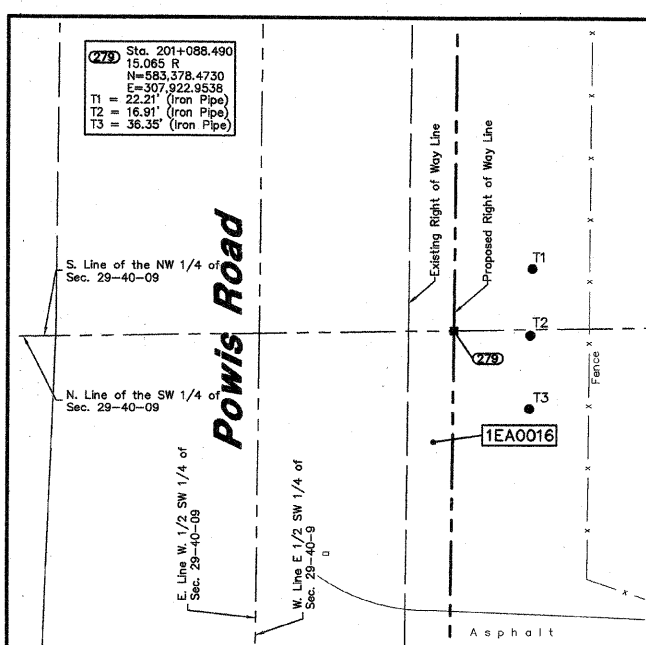 279 Sta. 201+088.490
15.065 R
N=583,378.4730
E=307,922.9538
T1 = 22.21' (Iron Pipe)
T2 = 16.91' (Iron Pipe)
T3 = 36.35' (Iron Pipe)
Existing Right of Way Line
Proposed Right of Way Line
Powis Road
S. Line of the NW 1/4 of
Sec. 29-40-09
T1
T2
279
Fence
N. Line of the SW 1/4 of
Sec. 29-40-09
T3
1EA0016
E. Line W. 1/2 SW 1/4 of
Sec. 29-40-09
W. Line E 1/2 SW 1/4 of
Sec. 29-40-9
Asphalt